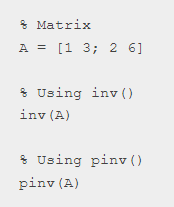 % Matrix
A = [1 3; 2 6]
% Using inv()
inv(A)
% Using pinv()
pinv(A)